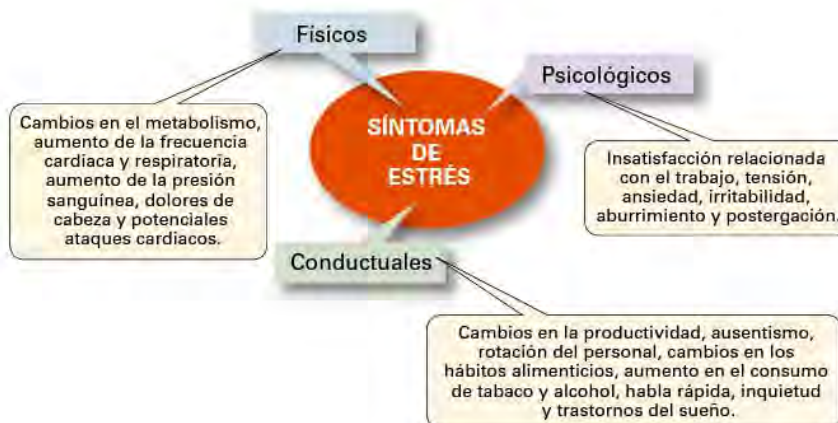 Físicos
Psicológicos
SÍNTOMAS
DE
ESTRÉS
Cambios en el metabolismo,
aumento de la frecuencia
cardiaca y respiratoria,
aumento de la presión
sanguínea, dolores de
cabeza y potenciales
ataques cardiacos.
Insatisfacción relacionada
con el trabajo, tensión,
ansiedad, irritabilidad,
aburrimiento y postergación.
Conductuales
Cambios en la productividad, ausentismo,
rotación del personal, cambios en los
hábitos alimenticios, aumento en el consumo
de tabaco y alcohol, habla rápida, inquietud
y trastornos del sueño.